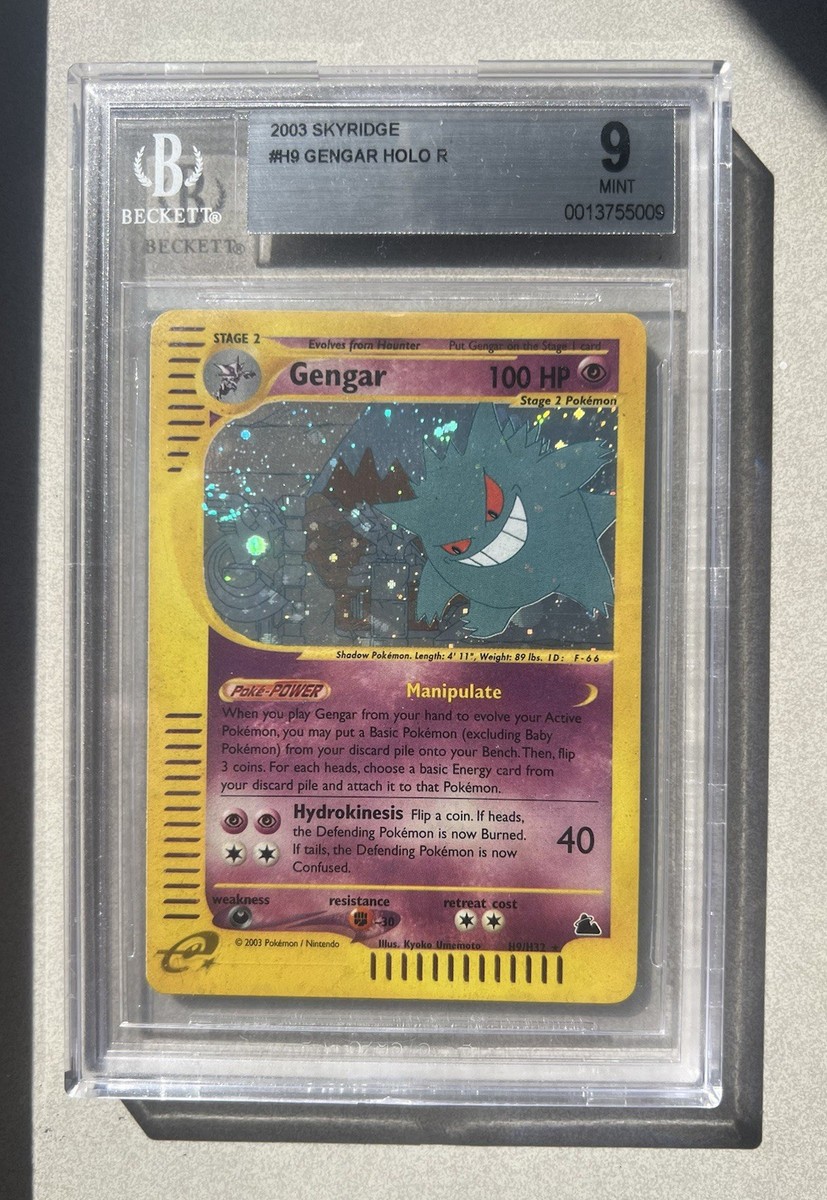 B
BECKETT®
BECKETT®
2003 SKYRIDGE
#H9 GENGAR HOLO R
9
MINT
0013755009
STAGE 2
Evolves from Haunter
Put Gengar on the Stage 1 card
Gengar
100 HP
Stage 2 Pokémon
Shadow Pokémon. Length: 4' 11", Weight: 89 lbs. ID: F-66
Poké-POWER
Manipulate
When you play Gengar from your hand to evolve your Active
Pokémon, you may put a Basic Pokémon (excluding Baby
Pokémon) from your discard pile onto your Bench. Then, flip
3 coins. For each heads, choose a basic Energy card from
your discard pile and attach it to that Pokémon.
Hydrokinesis Flip a coin. If heads,
the Defending Pokémon is now Burned.
If tails, the Defending Pokémon is now
Confused.
40
weakness
resistance
-30
retreat cost
e
© 2003 Pokémon / Nintendo
Illus. Kyoko Umemoto
H9/H32 ★